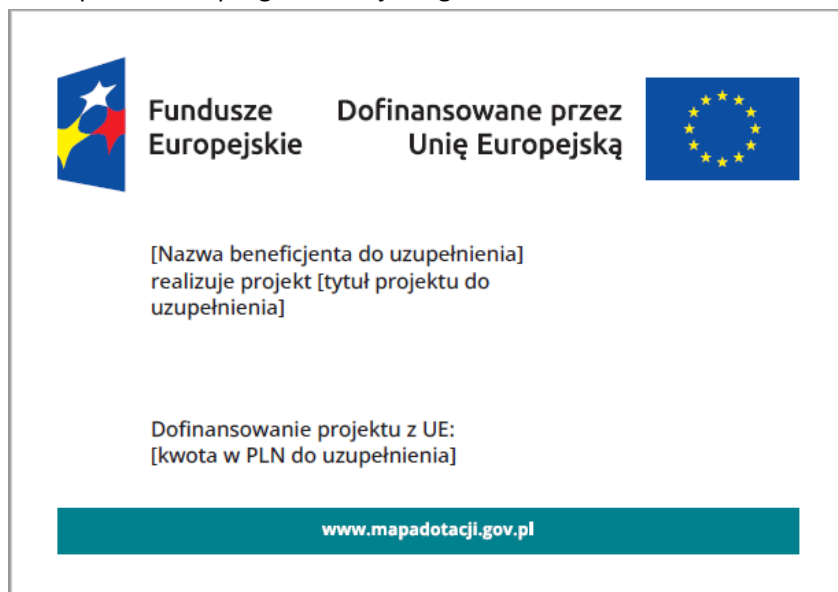 Fundusze
Europejskie
Dofinansowane przez
Unię Europejską
[Nazwa beneficjenta do uzupełnienia]
realizuje projekt [tytuł projektu do
uzupełnienia]
Dofinansowanie projektu z UE:
[kwota w PLN do uzupełnienia]
www.mapadotacji.gov.pl